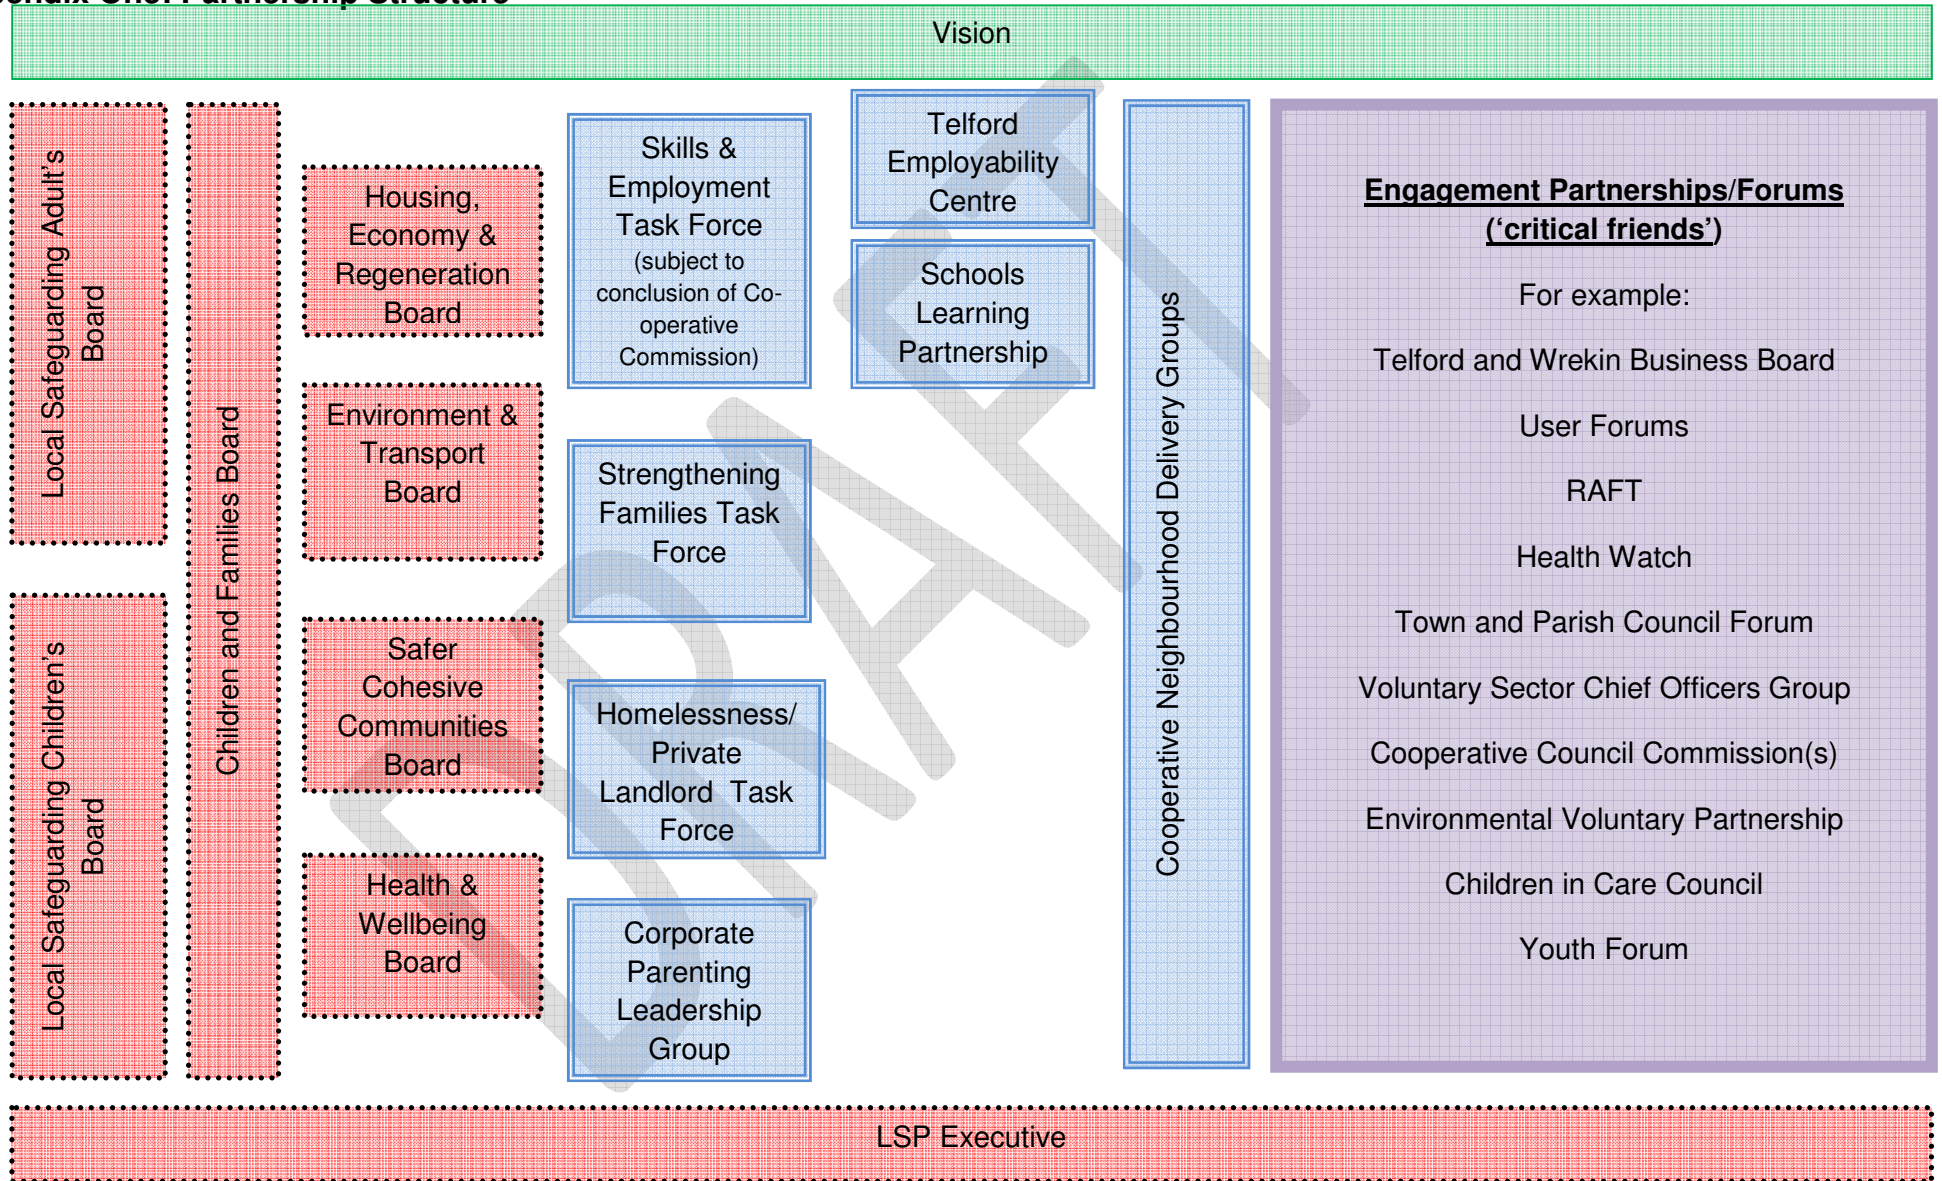 Appendix One: Partnership Structure
Vision
Local Safeguarding Adult's
Board
Local Safeguarding Children's
Board
Children and Families Board
Housing,
Economy &
Regeneration
Board
Environment &
Transport
Board
Safer
Cohesive
Communities
Board
Health &
Wellbeing
Board
Skills &
Employment
Task Force
(subject to
conclusion of Co-
operative
Commission)
Strengthening
Families Task
Force
Homelessness/
Private
Landlord Task
Force
Corporate
Parenting
Leadership
Group
Telford
Employability
Centre
Schools
Learning
Partnership
Cooperative Neighbourhood Delivery Groups
Engagement Partnerships/Forums
('critical friends')
For example:
Telford and Wrekin Business Board
User Forums
RAFT
Health Watch
Town and Parish Council Forum
Voluntary Sector Chief Officers Group
Cooperative Council Commission(s)
Environmental Voluntary Partnership
Children in Care Council
Youth Forum
LSP Executive
DRAFT